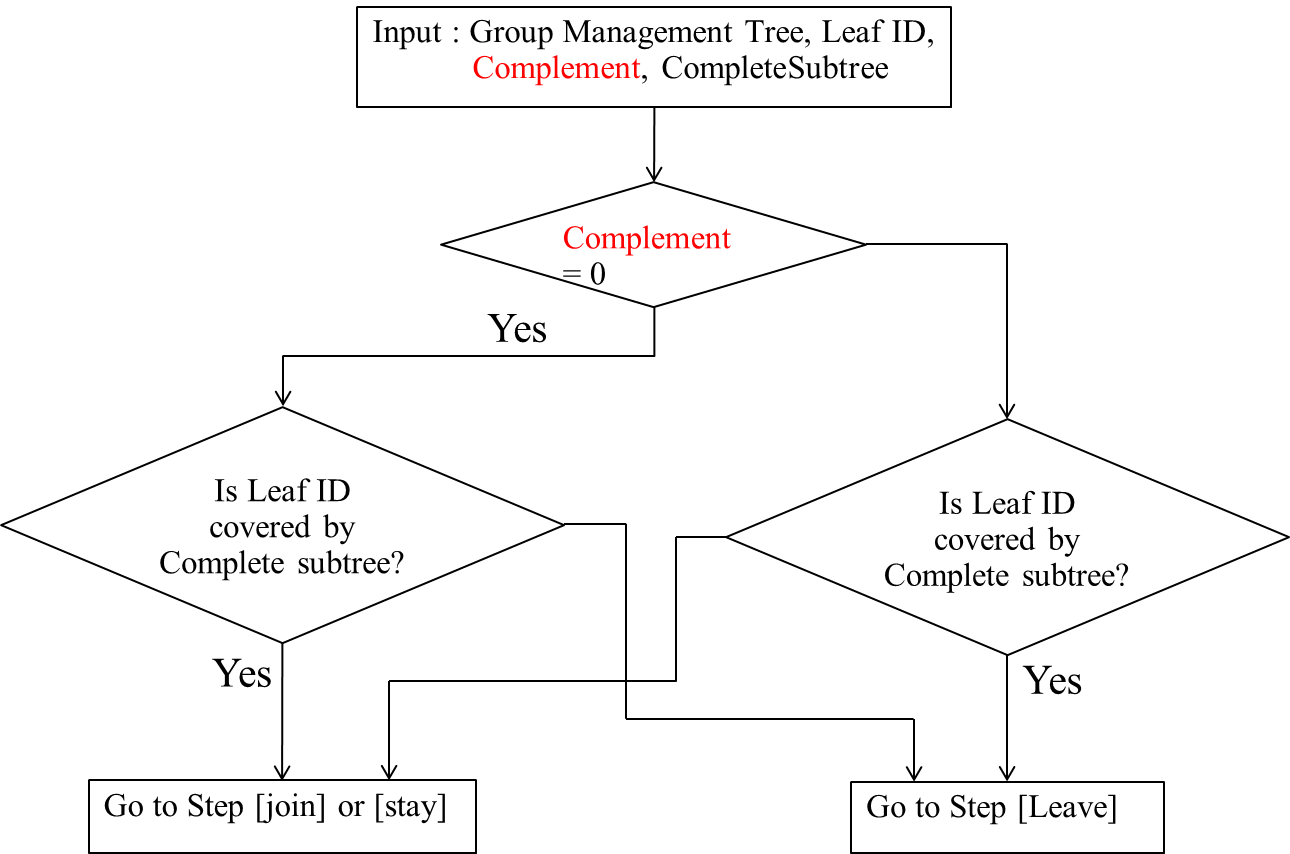 Input : Group Management Tree, Leaf ID,
Complement, CompleteSubtree
Complement
= 0
Yes
Is Leaf ID
covered by
Complete subtree?
Is Leaf ID
covered by
Complete subtree?
Yes
Yes
Go to Step [join] or [stay]
Go to Step [Leave]